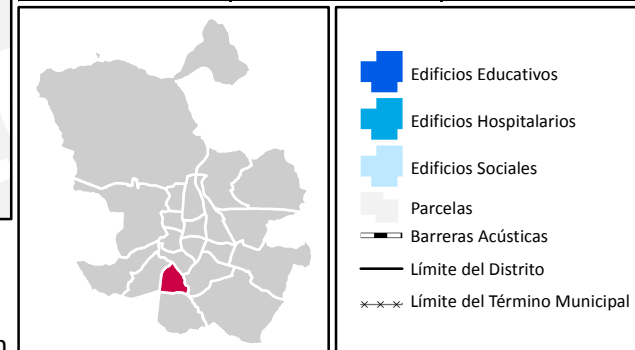 Edificios Educativos
Edificios Hospitalarios
Edificios Sociales
Parcelas
Barreras Acústicas
Límite del Distrito
Límite del Término Municipal